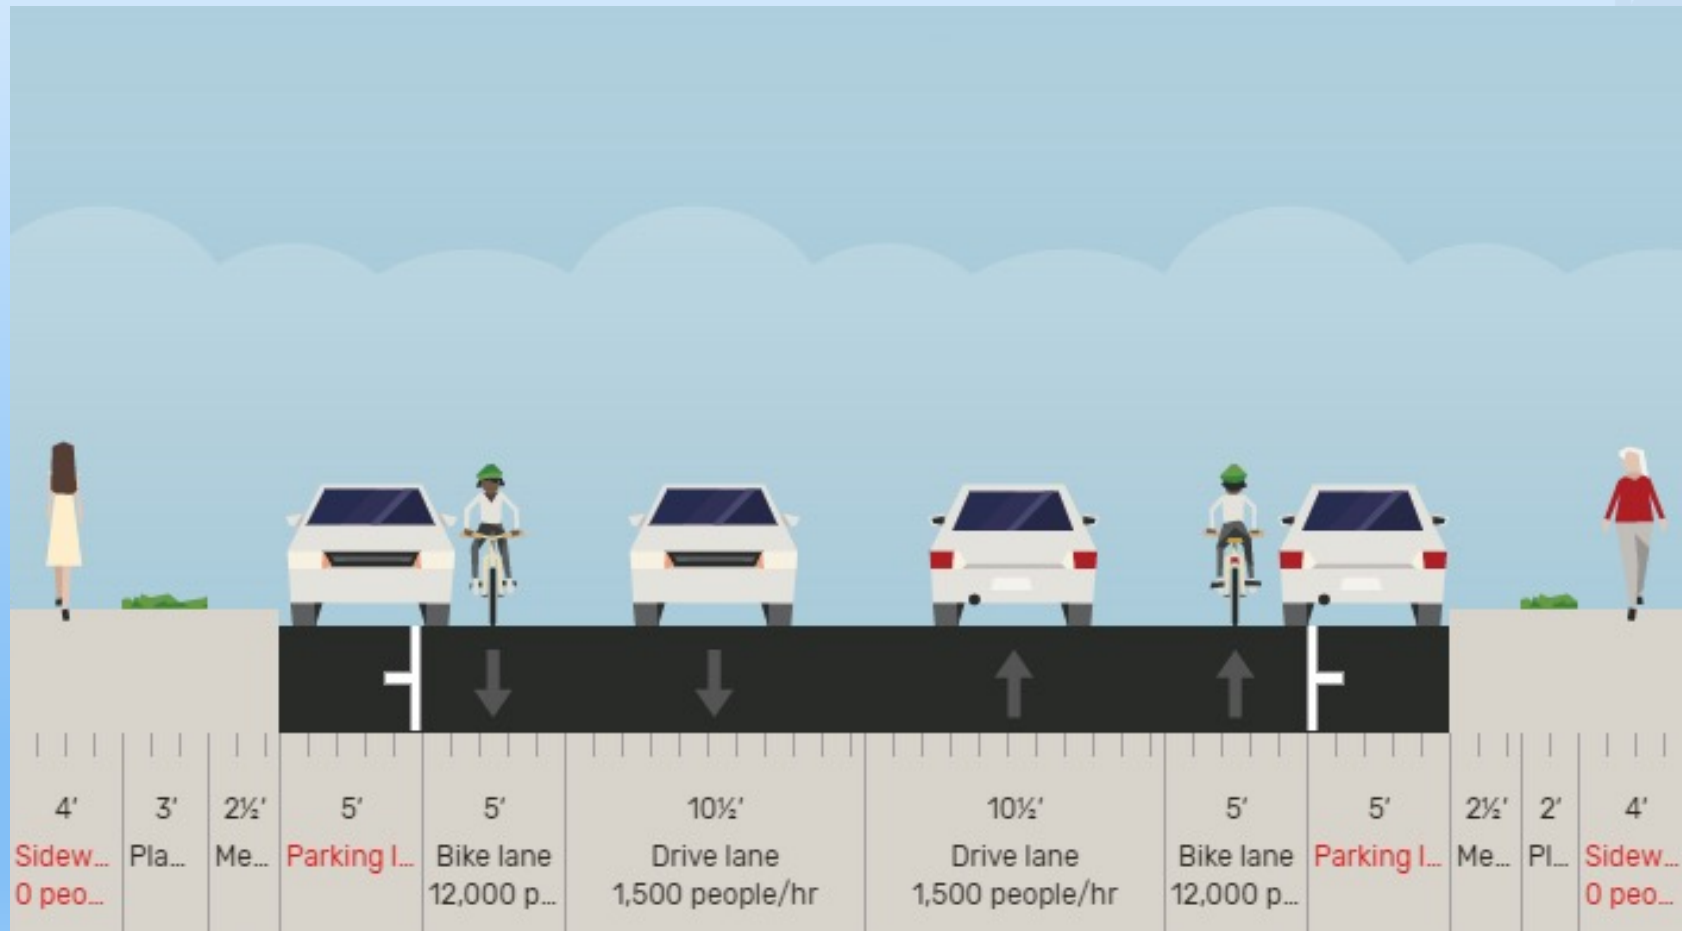 4' 3' 2½' 5' 5' 10½' 10½' 5' 5' 2½' 2' 4'
Sidew... Pla... Me... Parking l... Bike lane Drive lane Drive lane Bike lane Parking l... Me... Pl... Sidew...
0 peo... 12,000 p... 1,500 people/hr 1,500 people/hr 12,000 p... 0 peo...